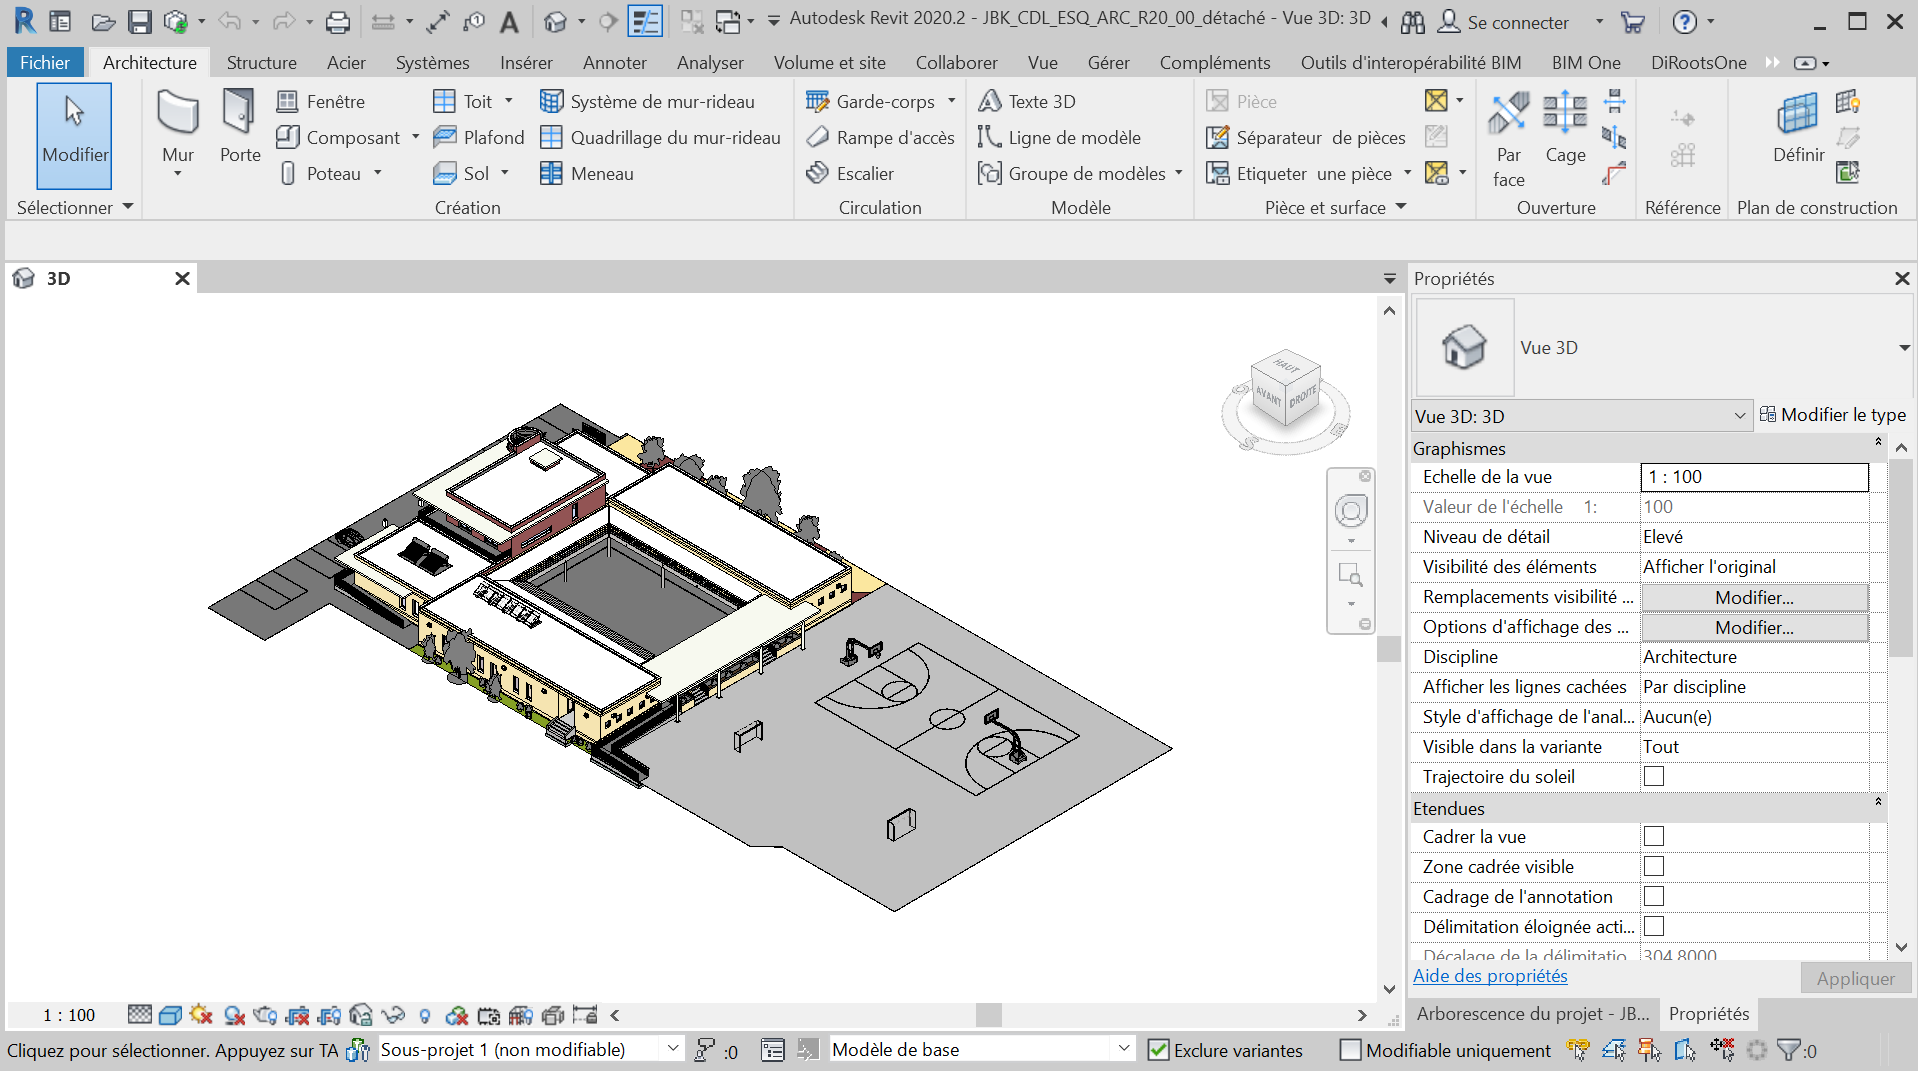 Autodesk Revit 2020.2 - JBK_CDL_ESQ_ARC_R20_00_détaché - Vue 3D: 3D
Se connecter
Fichier Architecture Structure Acier Systèmes Insérer Annoter Analyser Volume et site Collaborer Vue Gérer Compléments Outils d'interopérabilité BIM BIM One DiRootsOne
Modifier
Sélectionner
Mur
Porte
Fenêtre
Composant
Poteau
Toit
Plafond
Sol
Système de mur-rideau
Quadrillage du mur-rideau
Meneau
Création
Garde-corps
Rampe d'accès
Escalier
Circulation
Texte 3D
Ligne de modèle
Groupe de modèles
Modèle
Pièce
Séparateur de pièces
Etiqueter une pièce
Pièce et surface
Par face
Cage
Ouverture
Référence
Définir
Plan de construction
3D
HAUT
AVANT
DROITE
S
Propriétés
Vue 3D
Vue 3D: 3D
Modifier le type
Graphismes
Echelle de la vue 1 : 100
Valeur de l'échelle 1: 100
Niveau de détail Elevé
Visibilité des éléments Afficher l'original
Remplacements visibilité ... Modifier...
Options d'affichage des ... Modifier...
Discipline Architecture
Afficher les lignes cachées Par discipline
Style d'affichage de l'anal... Aucun(e)
Visible dans la variante Tout
Trajectoire du soleil
Etendues
Cadrer la vue
Zone cadrée visible
Cadrage de l'annotation
Délimitation éloignée acti...
Décalage de la délimitatio 304.8000
Aide des propriétés
Appliquer
Arborescence du projet - JB... Propriétés
1 : 100
Cliquez pour sélectionner. Appuyez sur TA
Sous-projet 1 (non modifiable)
:0
Modèle de base
Exclure variantes
Modifiable uniquement
:0